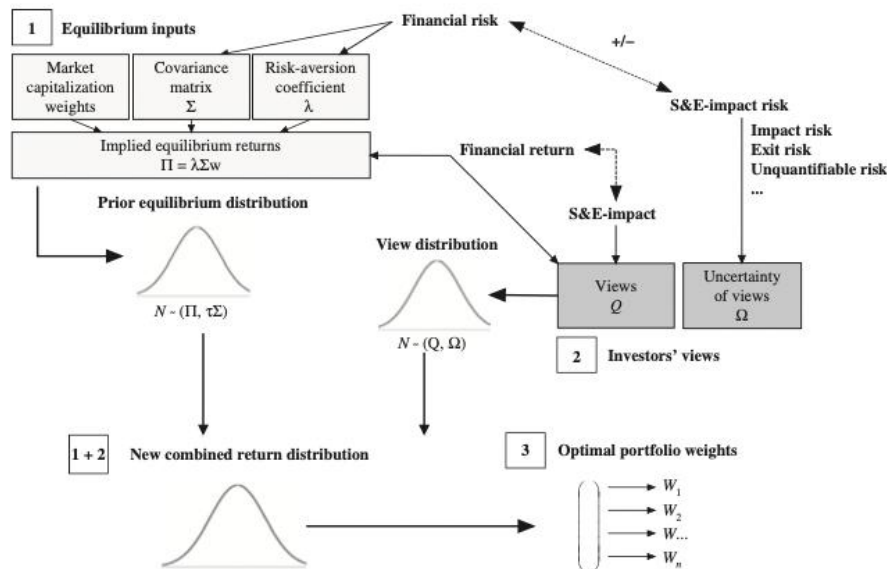 1 Equilibrium inputs
Financial risk
+/–
Market
capitalization
weights
Covariance
matrix
Σ
Risk-aversion
coefficient
λ
S&E-impact risk
Impact risk
Exit risk
Unquantifiable risk
...
Implied equilibrium returns
Π = λΣw
Financial return
Prior equilibrium distribution
S&E-impact
View distribution
Views
Q
Uncertainty
of views
Ω
N ~ (Π, τΣ)
N ~ (Q, Ω)
2 Investors' views
1 + 2 New combined return distribution
3 Optimal portfolio weights
W1
W2
W...
Wn